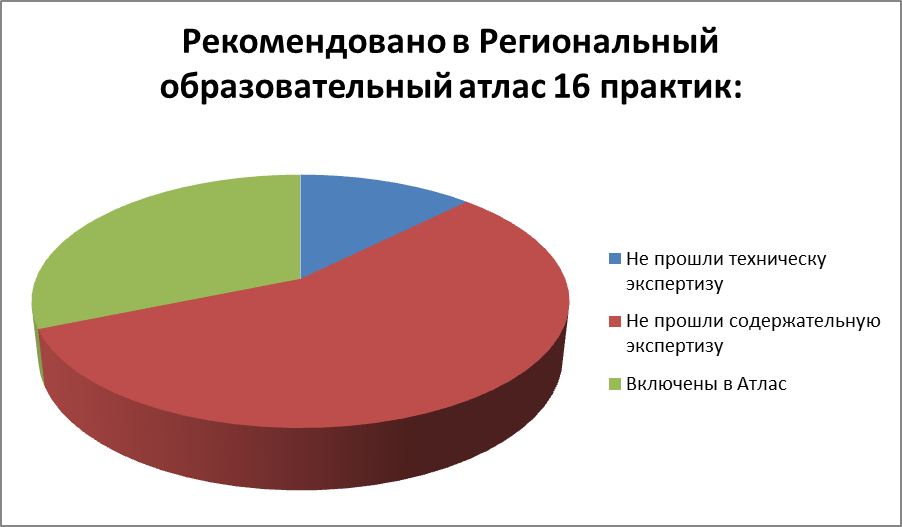 Рекомендовано в Региональный
образовательный атлас 16 практик:
Не прошли техническу
экспертизу
Не прошли содержательную
экспертизу
Включены в Атлас